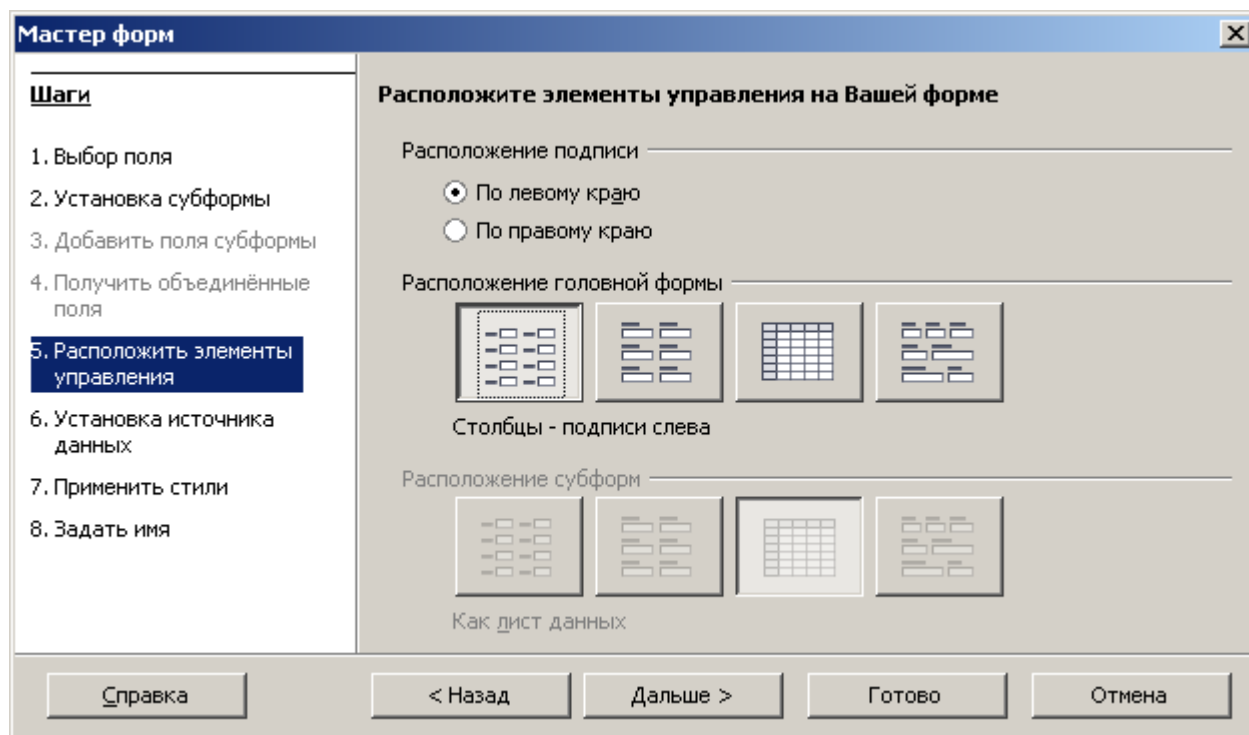 Мастер форм
Шаги
1. Выбор поля
2. Установка субформы
3. Добавить поля субформы
4. Получить объединённые
поля
5. Расположить элементы
управления
6. Установка источника
данных
7. Применить стили
8. Задать имя
Расположите элементы управления на Вашей форме
Расположение подписи
По левому краю
По правому краю
Расположение головной формы
Столбцы - подписи слева
Расположение субформ
Как лист данных
Справка
< Назад
Дальше >
Готово
Отмена